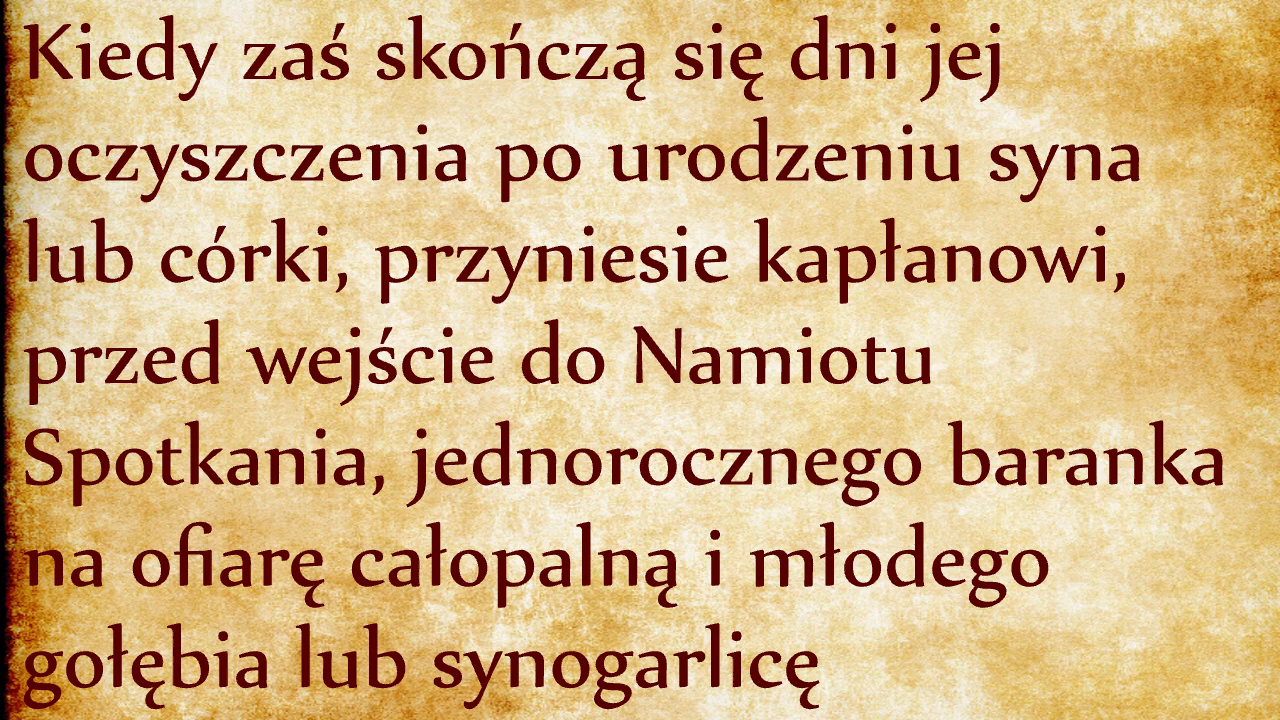 Kiedy zaś skończą się dni jej
oczyszczenia po urodzeniu syna
lub córki, przyniesie kapłanowi,
przed wejście do Namiotu
Spotkania, jednorocznego baranka
na ofiarę całopalną i młodego
gołębia lub synogarlicę